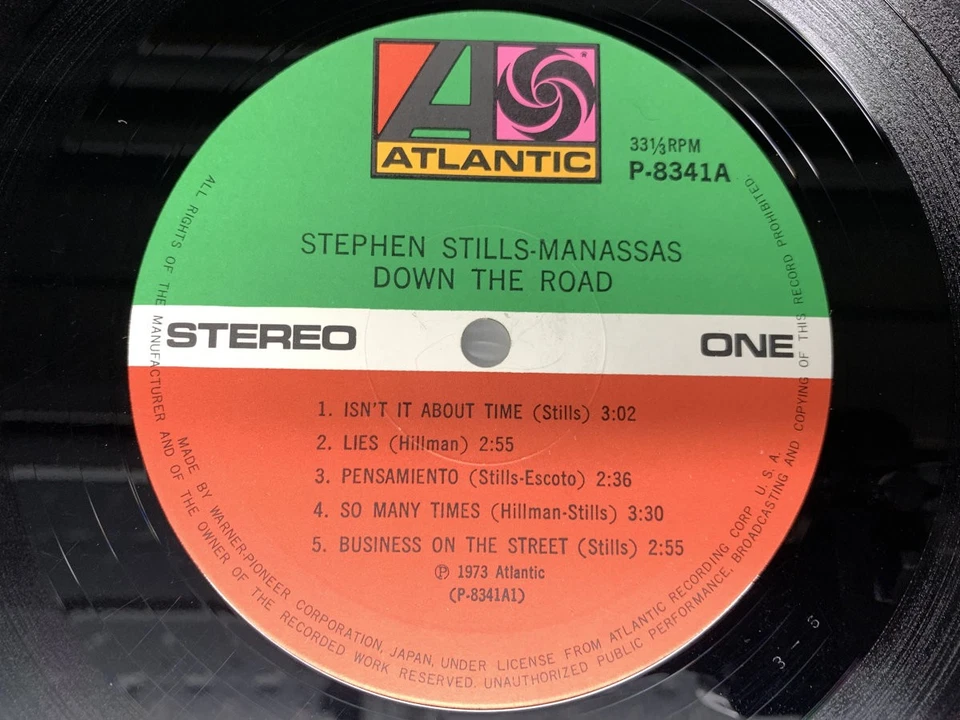 ATLANTIC
33⅓RPM
P-8341A
STEPHEN STILLS-MANASSAS
DOWN THE ROAD
STEREO
ONE
1. ISN'T IT ABOUT TIME (Stills) 3:02
2. LIES (Hillman) 2:55
3. PENSAMIENTO (Stills-Escoto) 2:36
4. SO MANY TIMES (Hillman-Stills) 3:30
5. BUSINESS ON THE STREET (Stills) 2:55
Ⓟ 1973 Atlantic
(P-8341A1)
MADE BY WARNER-PIONEER CORPORATION, JAPAN, UNDER LICENSE FROM ATLANTIC RECORDING CORP U. S. A.
ALL RIGHTS OF THE MANUFACTURER AND OF THE OWNER OF THE RECORDED WORK RESERVED. UNAUTHORIZED PUBLIC PERFORMANCE, BROADCASTING AND COPYING OF THIS RECORD PROHIBITED.
3-5